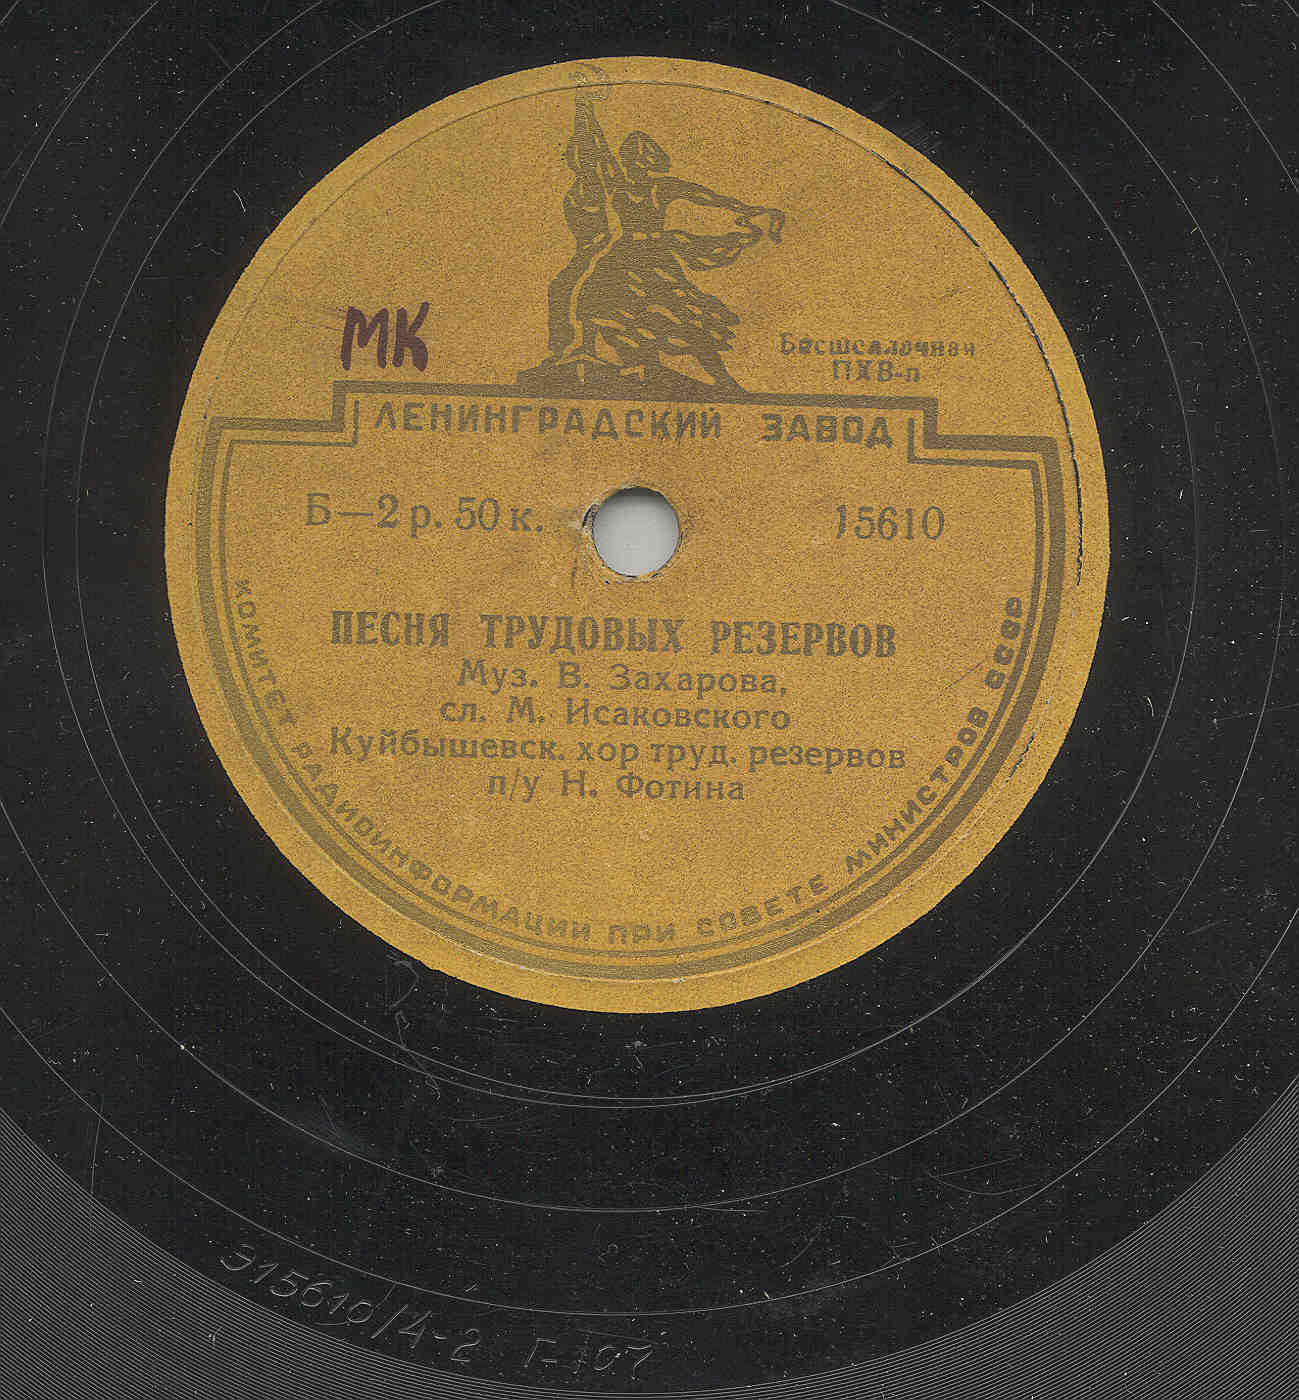 МК
Бесшеллачная
ПХВ-п
ЛЕНИНГРАДСКИЙ ЗАВОД
Б—2 р. 50 к. 15610
ПЕСНЯ ТРУДОВЫХ РЕЗЕРВОВ
Муз. В. Захарова,
сл. М. Исаковского
Куйбышевск. хор труд. резервов
п/у Н. Фотина
КОМИТЕТ РАДИОИНФОРМАЦИИ ПРИ СОВЕТЕ МИНИСТРОВ СССР
Э15610/4-2 Г-107